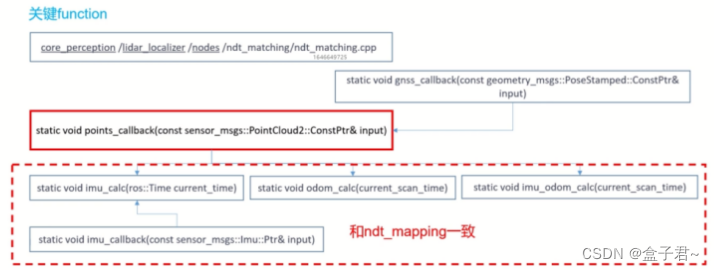 关键function
core_perception /lidar_localizer /nodes /ndt_matching/ndt_matching.cpp
1646649725
static void gnss_callback(const geometry_msgs::PoseStamped::ConstPtr& input)
static void points_callback(const sensor_msgs::PointCloud2::ConstPtr& input)
static void imu_calc(ros::Time current_time)
static void odom_calc(current_scan_time)
static void imu_odom_calc(current_scan_time)
static void imu_callback(const sensor_msgs::Imu::Ptr& input)
和ndt_mapping一致
CSDN @盒子君~